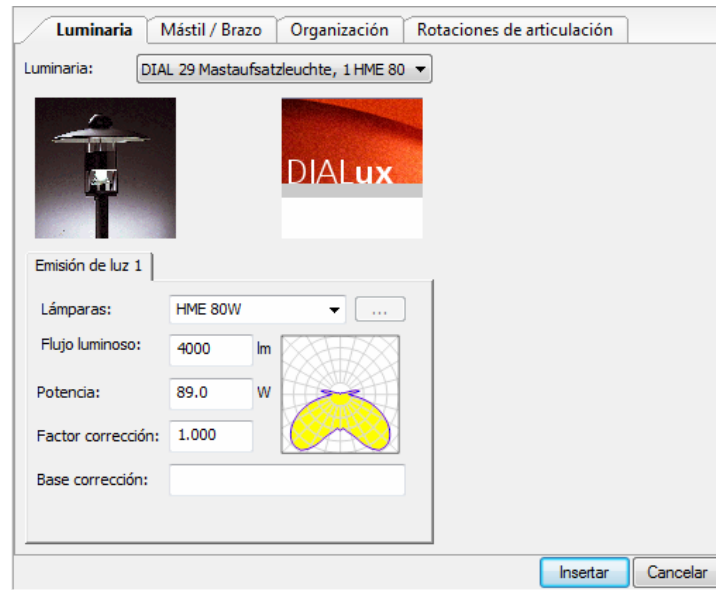 Luminaria Mástil / Brazo Organización Rotaciones de articulación
Luminaria: DIAL 29 Mastaufsatzleuchte, 1 HME 80
DIALux
Emisión de luz 1
Lámparas: HME 80W ...
Flujo luminoso: 4000 lm
Potencia: 89.0 W
Factor corrección: 1.000
Base corrección:
Insertar Cancelar